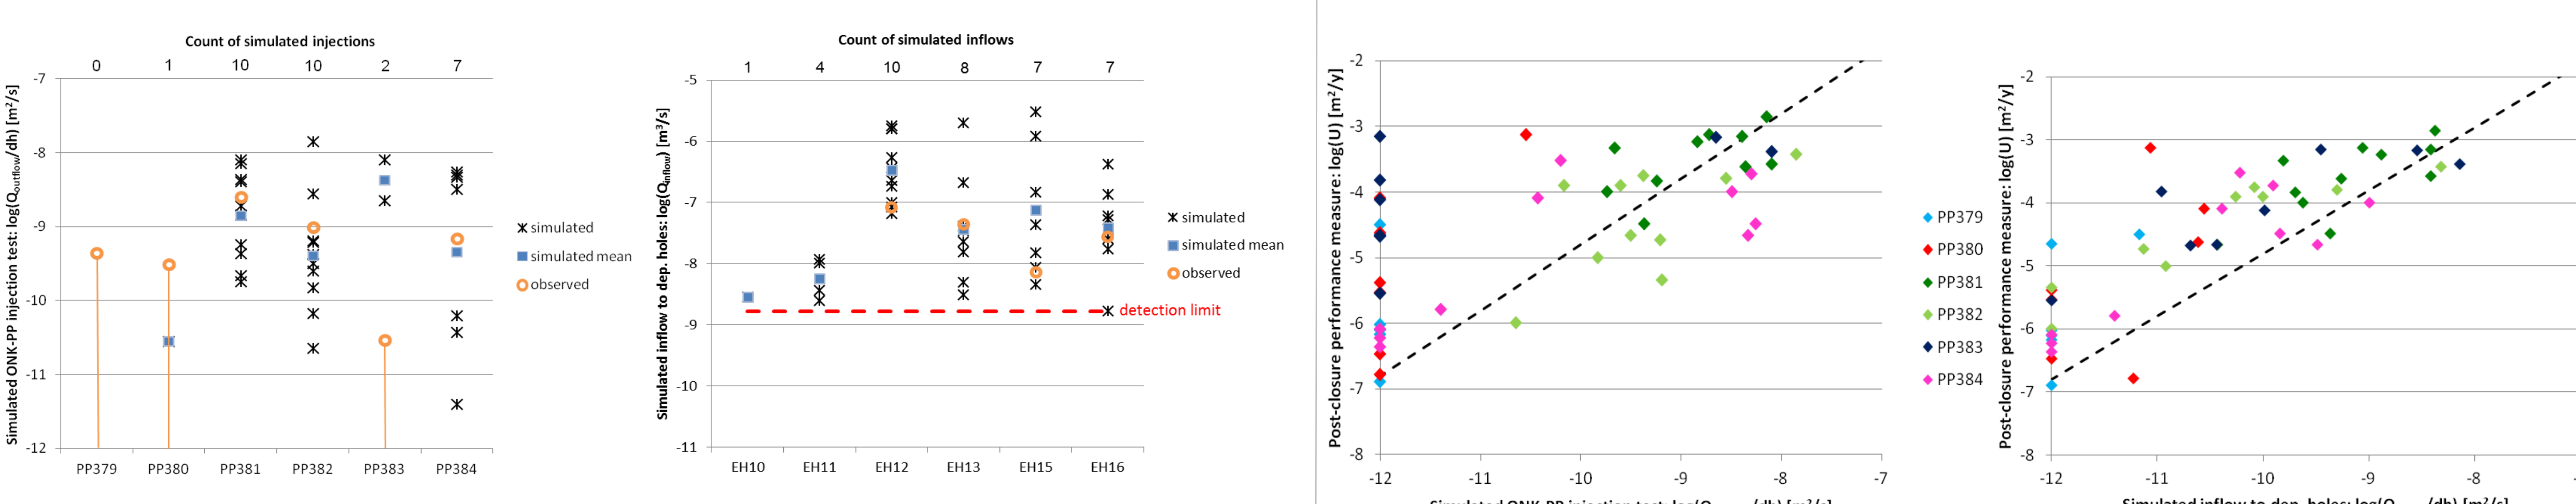 Count of simulated injections
0 1 10 10 2 7
Simulated ONK-PP injection test: log(Qoutflow/dh) [m²/s]
-7
-8
-9
-10
-11
-12
PP379 PP380 PP381 PP382 PP383 PP384
simulated
simulated mean
observed
Count of simulated inflows
1 4 10 8 7 7
Simulated inflow to dep. holes: log(Qinflow) [m³/s]
-5
-6
-7
-8
-9
-10
-11
detection limit
EH10 EH11 EH12 EH13 EH15 EH16
simulated
simulated mean
observed
Post-closure performance measure: log(U) [m²/y]
-2
-3
-4
-5
-6
-7
-8
-12 -11 -10 -9 -8 -7
PP379
PP380
PP381
PP382
PP383
PP384
Post-closure performance measure: log(U) [m²/y]
-2
-3
-4
-5
-6
-7
-8
-12 -11 -10 -9 -8